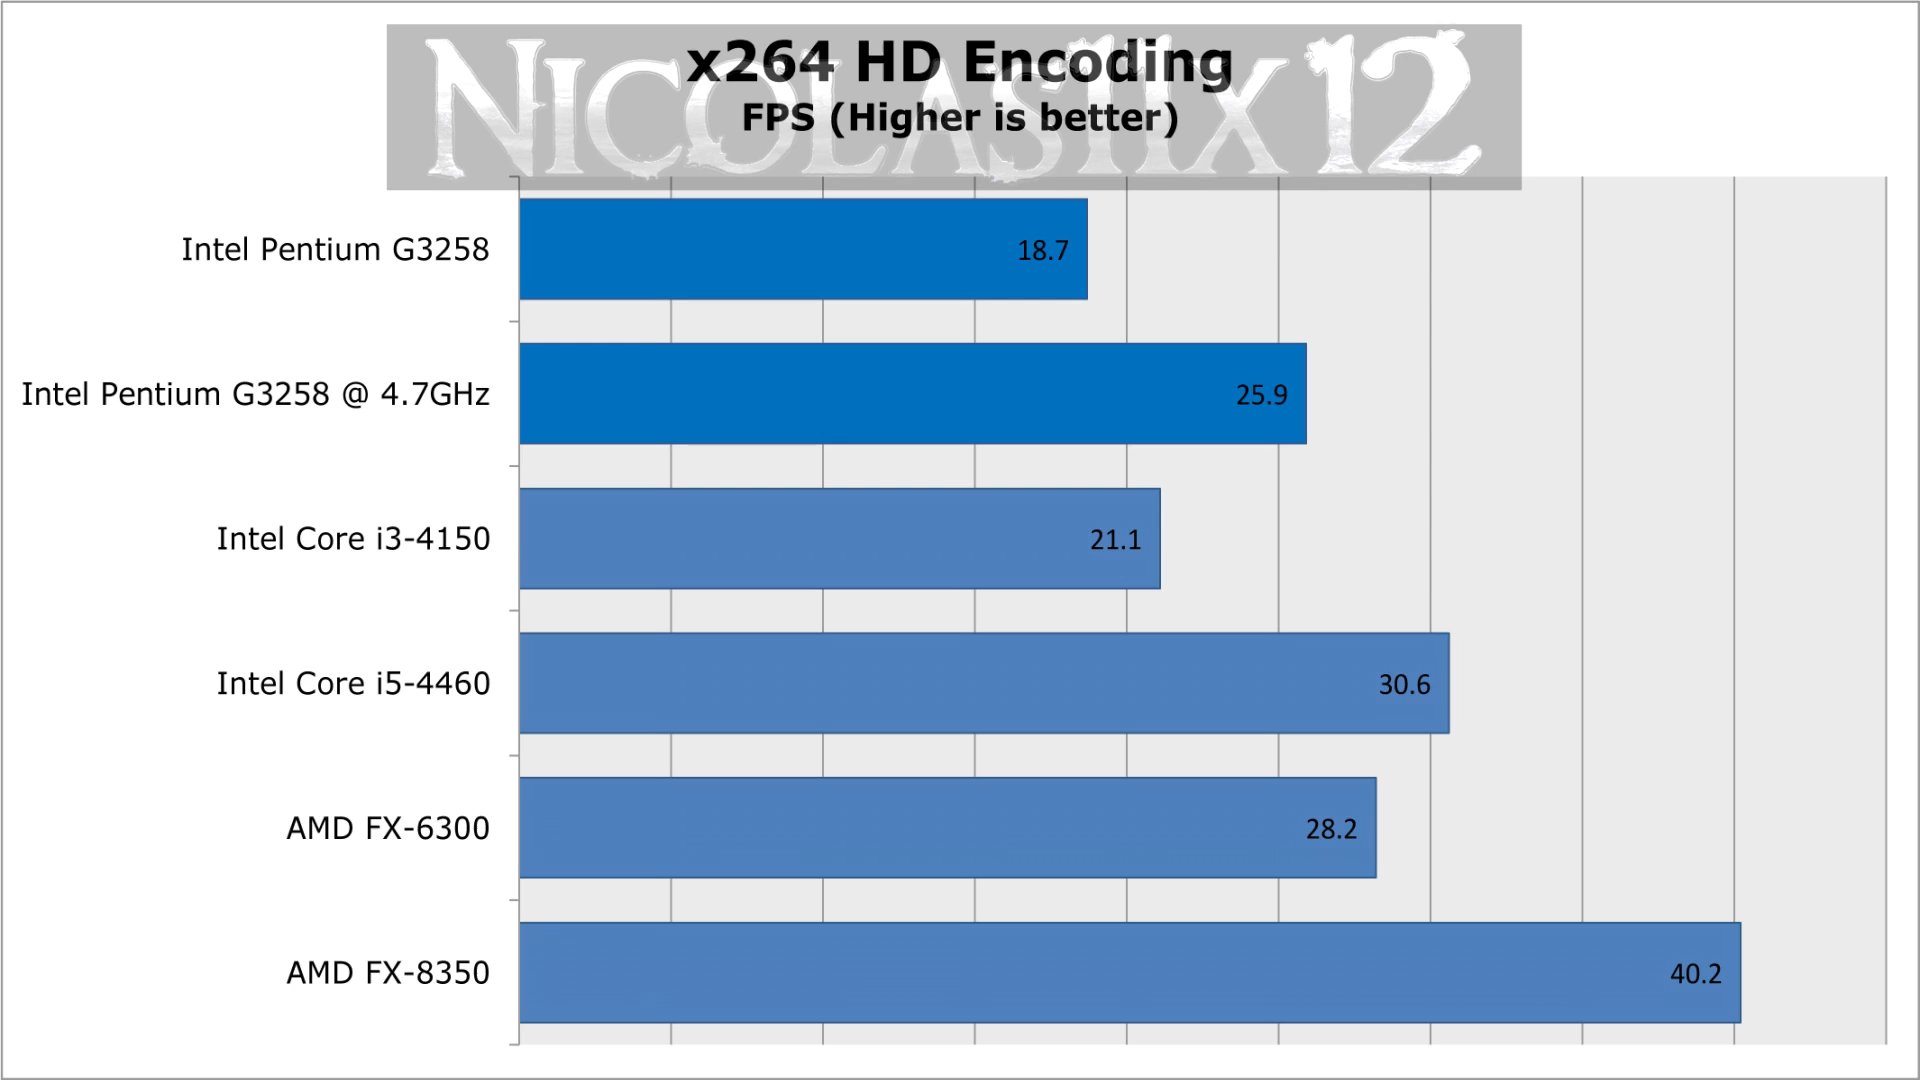 x264 HD Encoding
FPS (Higher is better)
NICOLAS11X12
Intel Pentium G3258
18.7
Intel Pentium G3258 @ 4.7GHz
25.9
Intel Core i3-4150
21.1
Intel Core i5-4460
30.6
AMD FX-6300
28.2
AMD FX-8350
40.2